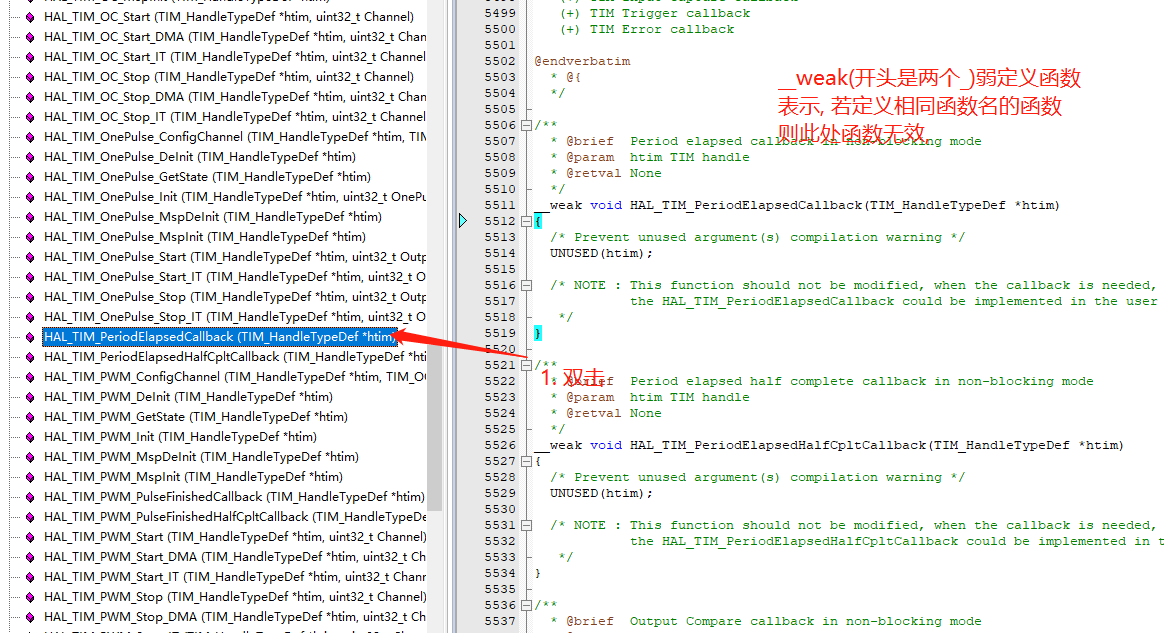 HAL_TIM_OC_Start (TIM_HandleTypeDef *htim, uint32_t Channel)
HAL_TIM_OC_Start_DMA (TIM_HandleTypeDef *htim, uint32_t Chan
HAL_TIM_OC_Start_IT (TIM_HandleTypeDef *htim, uint32_t Channel
HAL_TIM_OC_Stop (TIM_HandleTypeDef *htim, uint32_t Channel)
HAL_TIM_OC_Stop_DMA (TIM_HandleTypeDef *htim, uint32_t Chan
HAL_TIM_OC_Stop_IT (TIM_HandleTypeDef *htim, uint32_t Channel
HAL_TIM_OnePulse_ConfigChannel (TIM_HandleTypeDef *htim, TIM
HAL_TIM_OnePulse_DeInit (TIM_HandleTypeDef *htim)
HAL_TIM_OnePulse_GetState (TIM_HandleTypeDef *htim)
HAL_TIM_OnePulse_Init (TIM_HandleTypeDef *htim, uint32_t OnePu
HAL_TIM_OnePulse_MspDeInit (TIM_HandleTypeDef *htim)
HAL_TIM_OnePulse_MspInit (TIM_HandleTypeDef *htim)
HAL_TIM_OnePulse_Start (TIM_HandleTypeDef *htim, uint32_t Outp
HAL_TIM_OnePulse_Start_IT (TIM_HandleTypeDef *htim, uint32_t O
HAL_TIM_OnePulse_Stop (TIM_HandleTypeDef *htim, uint32_t Outp
HAL_TIM_OnePulse_Stop_IT (TIM_HandleTypeDef *htim, uint32_t O
HAL_TIM_PeriodElapsedCallback (TIM_HandleTypeDef *htim)
HAL_TIM_PeriodElapsedHalfCpltCallback (TIM_HandleTypeDef *hti
HAL_TIM_PWM_ConfigChannel (TIM_HandleTypeDef *htim, TIM_O
HAL_TIM_PWM_DeInit (TIM_HandleTypeDef *htim)
HAL_TIM_PWM_GetState (TIM_HandleTypeDef *htim)
HAL_TIM_PWM_Init (TIM_HandleTypeDef *htim)
HAL_TIM_PWM_MspDeInit (TIM_HandleTypeDef *htim)
HAL_TIM_PWM_MspInit (TIM_HandleTypeDef *htim)
HAL_TIM_PWM_PulseFinishedCallback (TIM_HandleTypeDef *htim)
HAL_TIM_PWM_PulseFinishedHalfCpltCallback (TIM_HandleTypeDe
HAL_TIM_PWM_Start (TIM_HandleTypeDef *htim, uint32_t Channel)
HAL_TIM_PWM_Start_DMA (TIM_HandleTypeDef *htim, uint32_t Ch
HAL_TIM_PWM_Start_IT (TIM_HandleTypeDef *htim, uint32_t Chann
HAL_TIM_PWM_Stop (TIM_HandleTypeDef *htim, uint32_t Channel)
HAL_TIM_PWM_Stop_DMA (TIM_HandleTypeDef *htim, uint32_t Ch
5499 (+) TIM Trigger callback
5500 (+) TIM Error callback
5501
5502 @endverbatim
5503 * @{
5504 */
5505
5506 /**
5507 * @brief Period elapsed callback in non-blocking mode
5508 * @param htim TIM handle
5509 * @retval None
5510 */
5511 __weak void HAL_TIM_PeriodElapsedCallback(TIM_HandleTypeDef *htim)
5512 {
5513 /* Prevent unused argument(s) compilation warning */
5514 UNUSED(htim);
5515
5516 /* NOTE : This function should not be modified, when the callback is needed,
5517 the HAL_TIM_PeriodElapsedCallback could be implemented in the user
5518 */
5519 }
5520
5521 /**
5522 * @brief Period elapsed half complete callback in non-blocking mode
5523 * @param htim TIM handle
5524 * @retval None
5525 */
5526 __weak void HAL_TIM_PeriodElapsedHalfCpltCallback(TIM_HandleTypeDef *htim)
5527 {
5528 /* Prevent unused argument(s) compilation warning */
5529 UNUSED(htim);
5530
5531 /* NOTE : This function should not be modified, when the callback is needed,
5532 the HAL_TIM_PeriodElapsedHalfCpltCallback could be implemented in t
5533 */
5534 }
5535
5536 /**
5537 * @brief Output Compare callback in non-blocking mode
__weak(开头是两个_)弱定义函数
表示, 若定义相同函数名的函数
则此处函数无效,
1. 双击